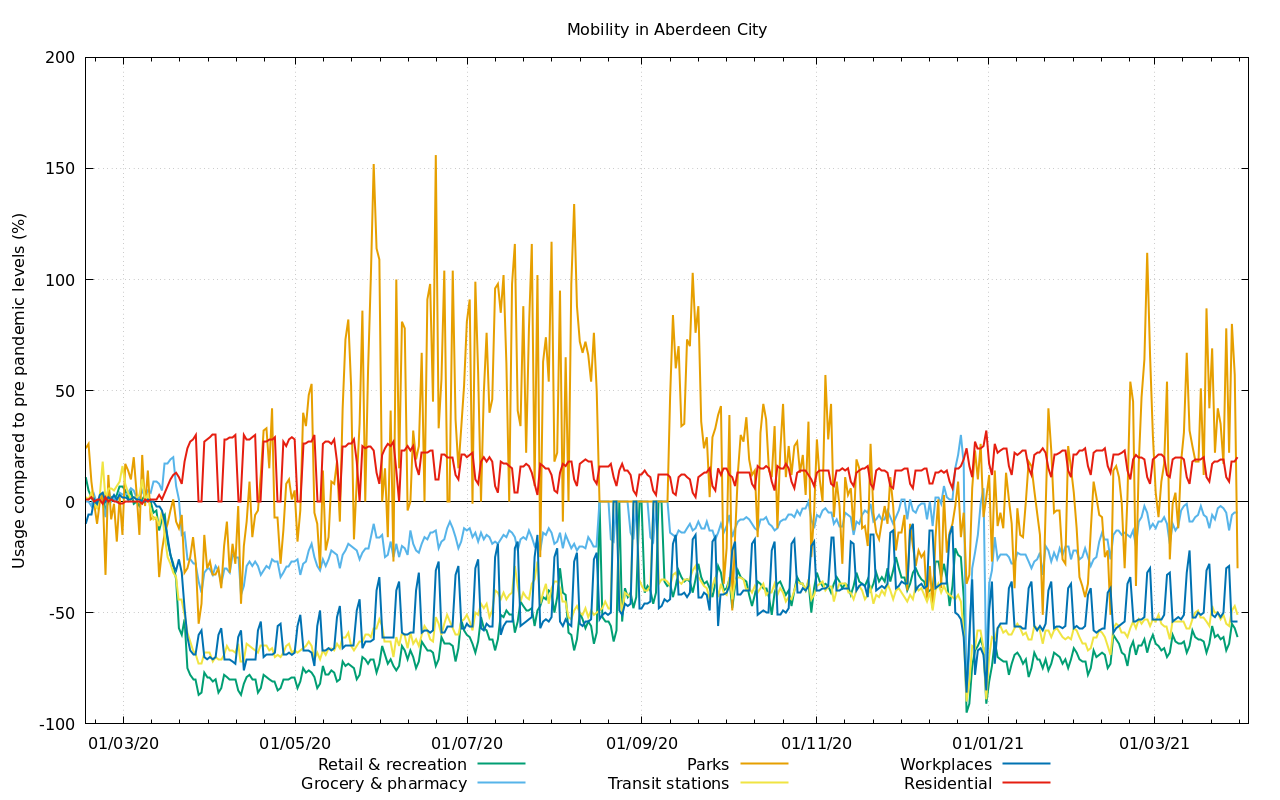 Mobility in Aberdeen City
Usage compared to pre pandemic levels (%)
200
150
100
50
0
-50
-100
01/03/20 01/05/20 01/07/20 01/09/20 01/11/20 01/01/21 01/03/21
Retail & recreation Parks Workplaces
Grocery & pharmacy Transit stations Residential